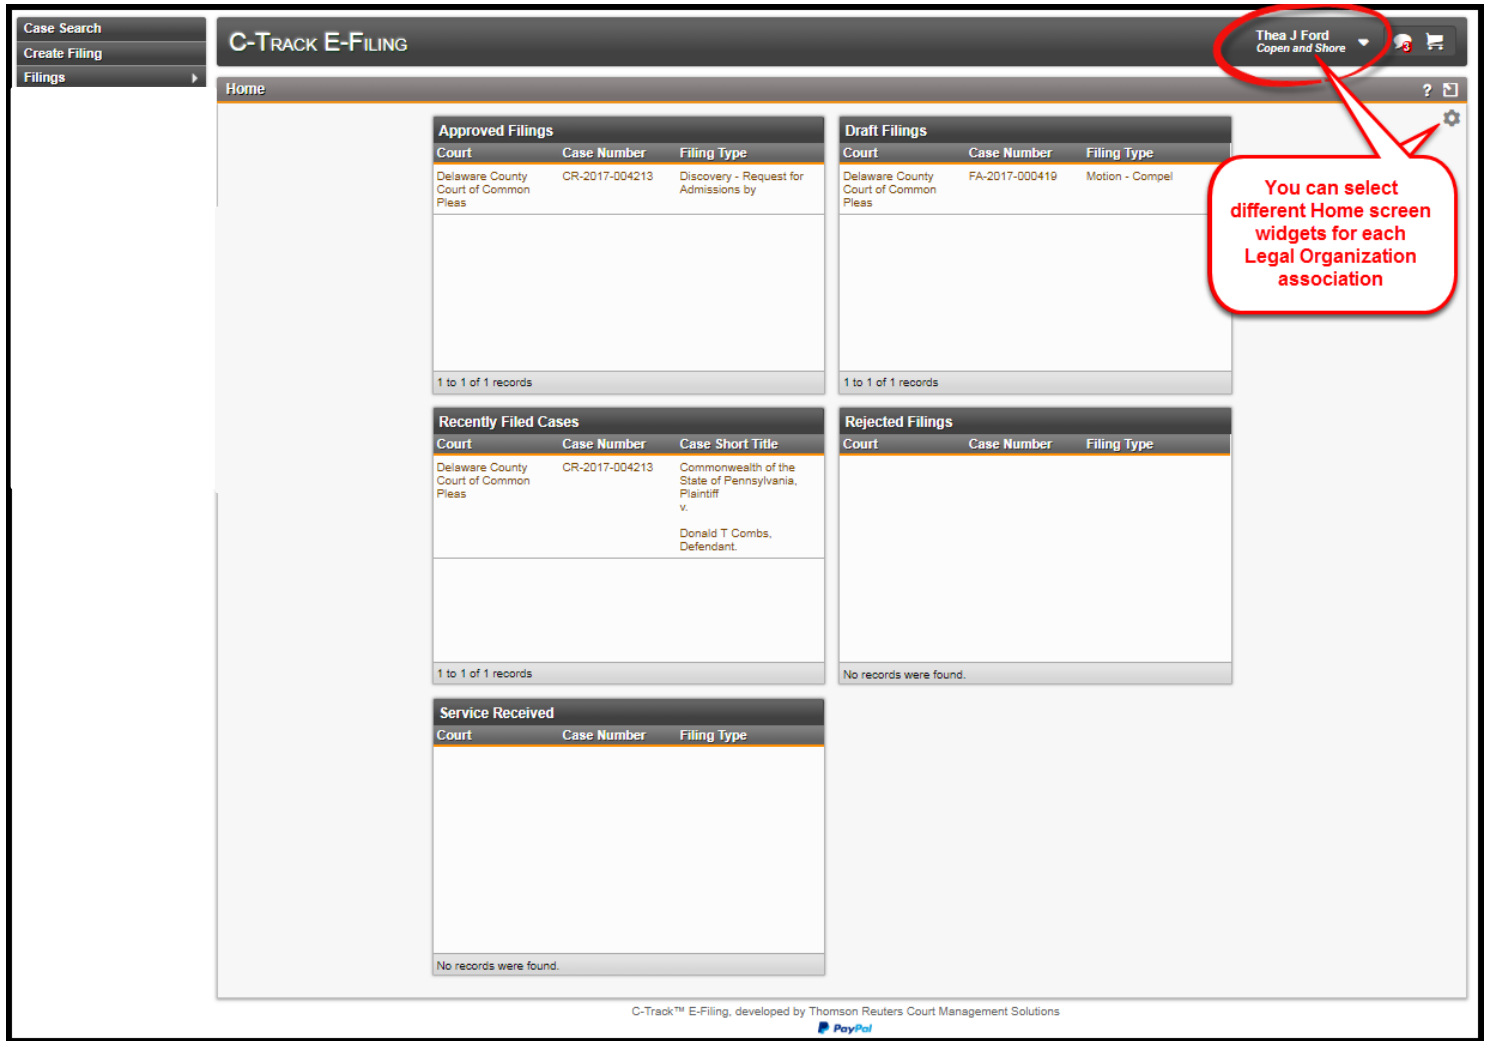 Case Search
Create Filing
Filings
C-Track E-Filing
Thea J Ford
Copen and Shore
3
Home
?
Approved Filings
Court Case Number Filing Type
Delaware County CR-2017-004213 Discovery - Request for
Court of Common Admissions by
Pleas
1 to 1 of 1 records
Draft Filings
Court Case Number Filing Type
Delaware County FA-2017-000419 Motion - Compel
Court of Common
Pleas
1 to 1 of 1 records
You can select
different Home screen
widgets for each
Legal Organization
association
Recently Filed Cases
Court Case Number Case Short Title
Delaware County CR-2017-004213 Commonwealth of the
Court of Common State of Pennsylvania,
Pleas Plaintiff
v.
Donald T Combs,
Defendant.
1 to 1 of 1 records
Rejected Filings
Court Case Number Filing Type
No records were found.
Service Received
Court Case Number Filing Type
No records were found.
C-Track™ E-Filing, developed by Thomson Reuters Court Management Solutions
PayPal